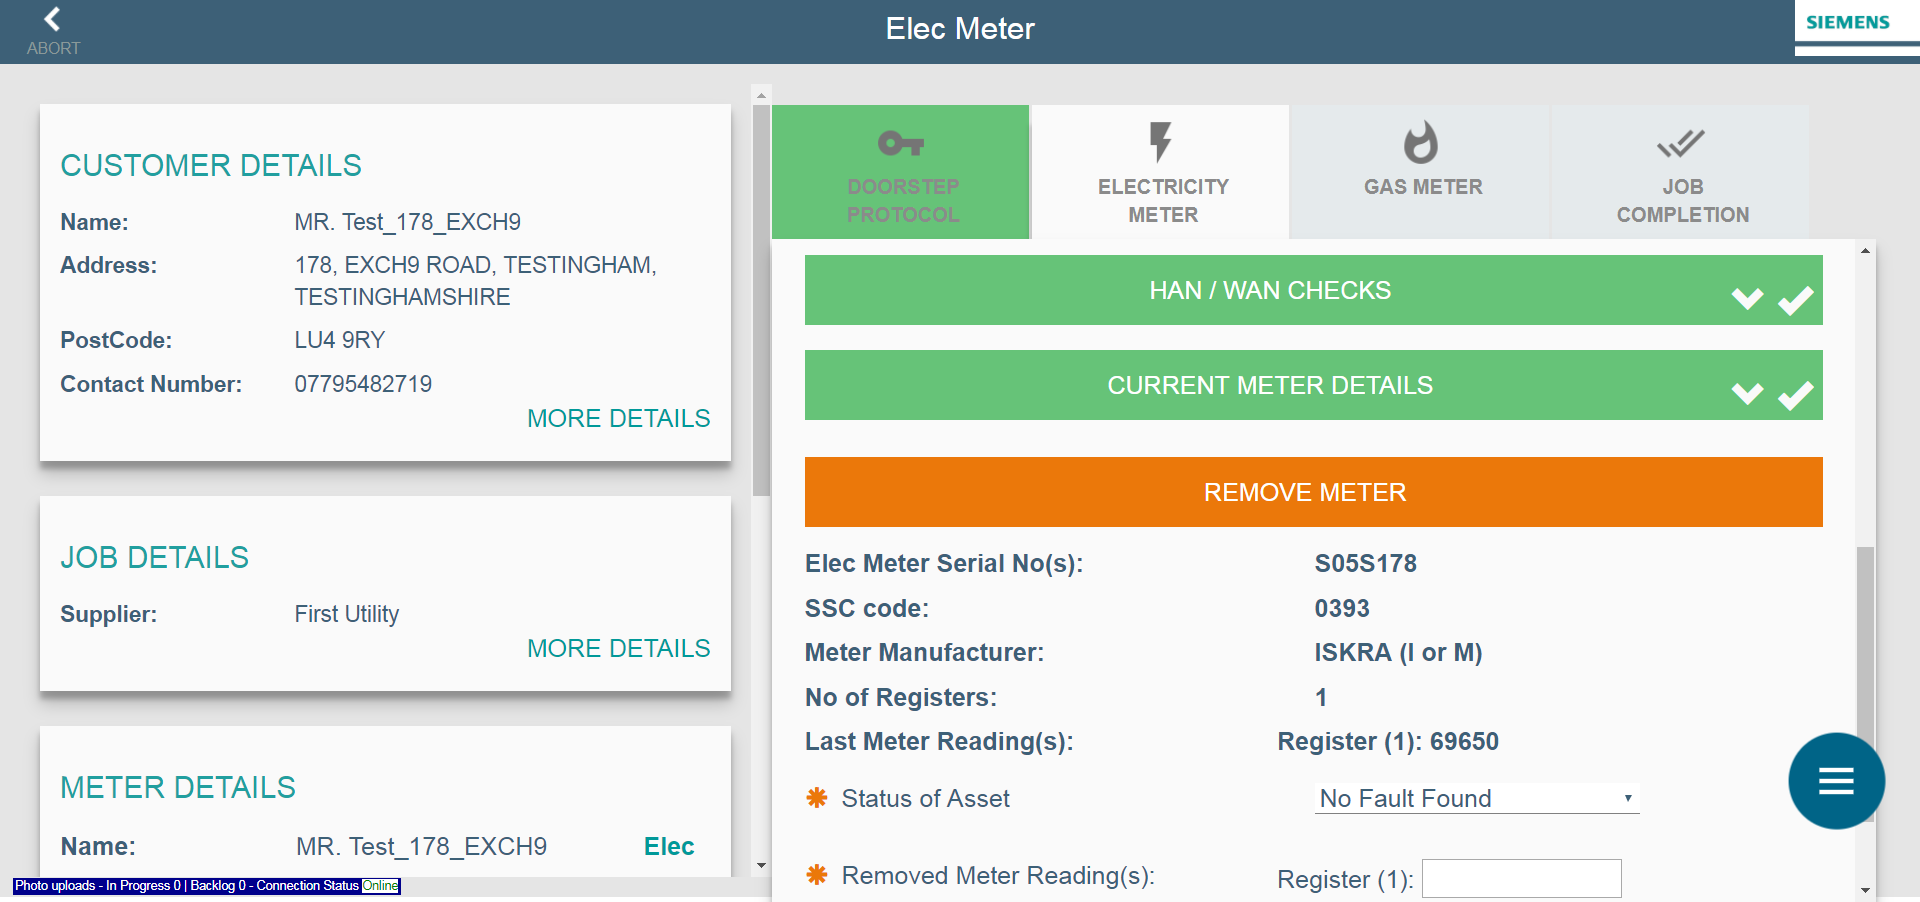 ABORT
Elec Meter
SIEMENS
CUSTOMER DETAILS
Name: MR. Test_178_EXCH9
Address: 178, EXCH9 ROAD, TESTINGHAM,
TESTINGHAMSHIRE
PostCode: LU4 9RY
Contact Number: 07795482719
MORE DETAILS
JOB DETAILS
Supplier: First Utility
MORE DETAILS
METER DETAILS
Name: MR. Test_178_EXCH9 Elec
Photo uploads - In Progress 0 | Backlog 0 - Connection Status Online
DOORSTEP
PROTOCOL
ELECTRICITY
METER
GAS METER
JOB
COMPLETION
HAN / WAN CHECKS
CURRENT METER DETAILS
REMOVE METER
Elec Meter Serial No(s): S05S178
SSC code: 0393
Meter Manufacturer: ISKRA (I or M)
No of Registers: 1
Last Meter Reading(s): Register (1): 69650
✱ Status of Asset No Fault Found
✱ Removed Meter Reading(s): Register (1):